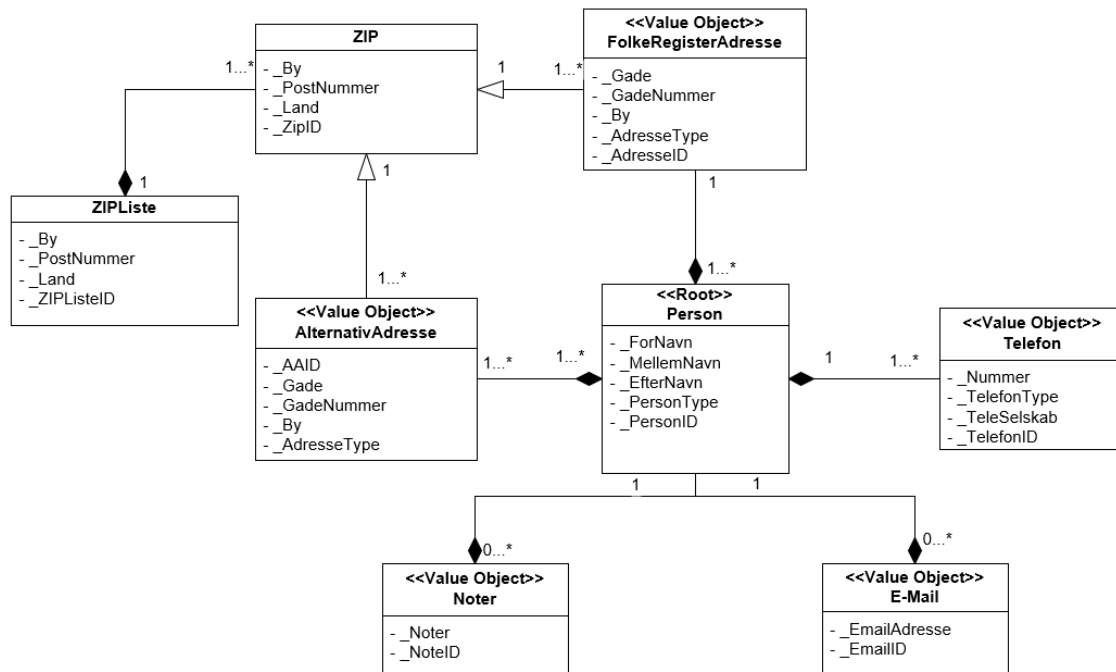 ZIP
- _By
- _PostNummer
- _Land
- _ZipID
<<Value Object>>
FolkeRegisterAdresse
- _Gade
- _GadeNummer
- _By
- _AdresseType
- _AdresseID
1...*
1
1...*
1
1
1
ZIPListe
- _By
- _PostNummer
- _Land
- _ZIPListeID
1...*
1...*
<<Value Object>>
AlternativAdresse
- _AAID
- _Gade
- _GadeNummer
- _By
- _AdresseType
1...*
1...*
<<Root>>
Person
- _ForNavn
- _MellemNavn
- _EfterNavn
- _PersonType
- _PersonID
1
1...*
<<Value Object>>
Telefon
- _Nummer
- _TelefonType
- _TeleSelskab
- _TelefonID
1
1
0...*
0...*
<<Value Object>>
Noter
- _Noter
- _NoteID
<<Value Object>>
E-Mail
- _EmailAdresse
- _EmailID